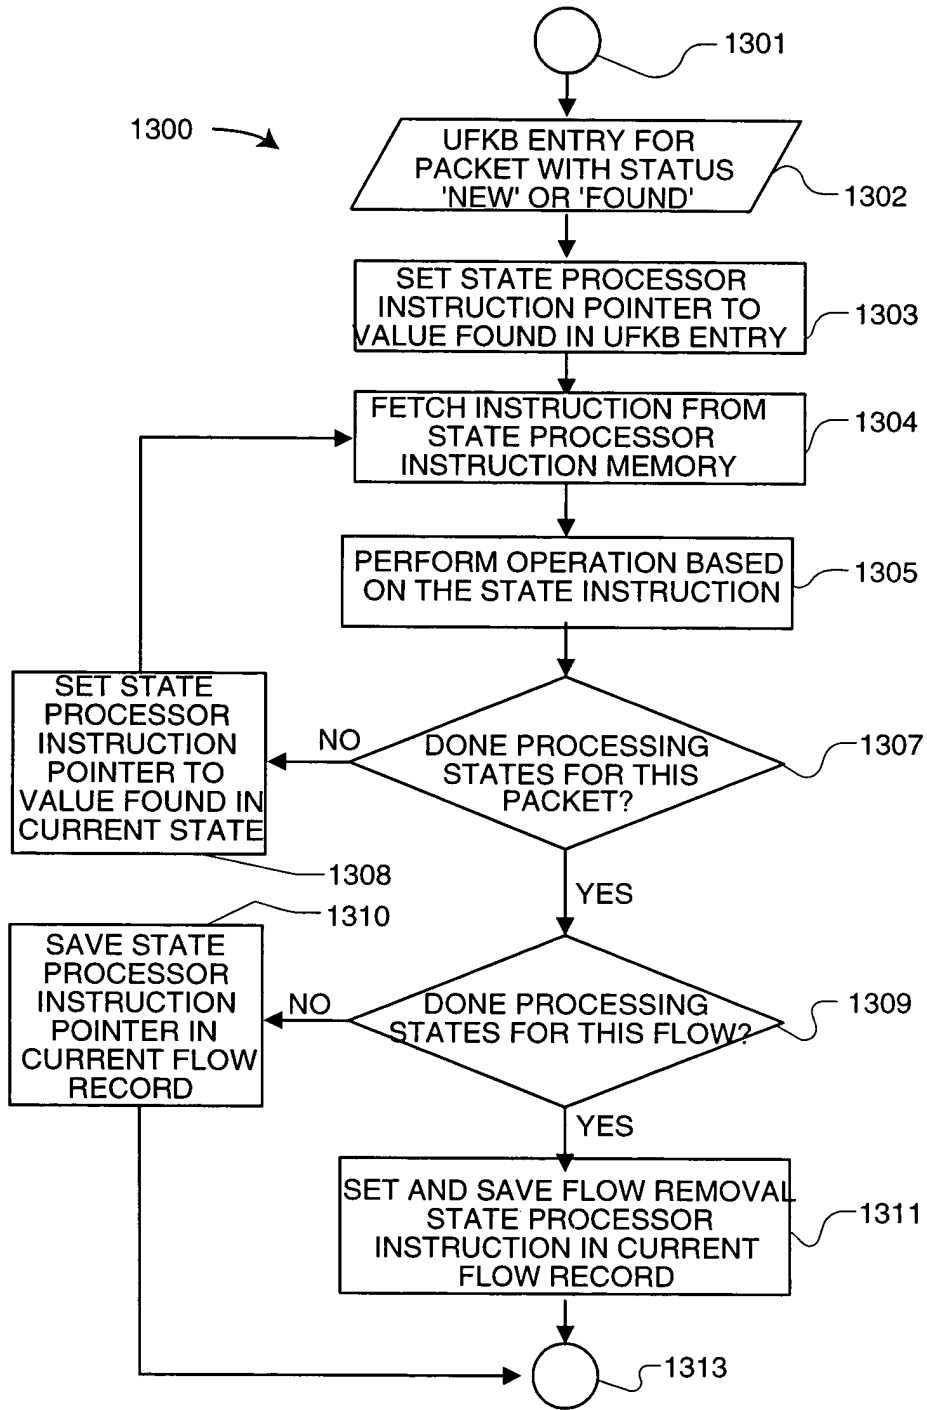 1301
1300
UFKB ENTRY FOR
PACKET WITH STATUS
'NEW' OR 'FOUND'
1302
SET STATE PROCESSOR
INSTRUCTION POINTER TO
VALUE FOUND IN UFKB ENTRY
1303
FETCH INSTRUCTION FROM
STATE PROCESSOR
INSTRUCTION MEMORY
1304
PERFORM OPERATION BASED
ON THE STATE INSTRUCTION
1305
SET STATE
PROCESSOR
INSTRUCTION
POINTER TO
VALUE FOUND IN
CURRENT STATE
1308
NO
DONE PROCESSING
STATES FOR THIS
PACKET?
1307
YES
1310
SAVE STATE
PROCESSOR
INSTRUCTION
POINTER IN
CURRENT FLOW
RECORD
NO
DONE PROCESSING
STATES FOR THIS FLOW?
1309
YES
SET AND SAVE FLOW REMOVAL
STATE PROCESSOR
INSTRUCTION IN CURRENT
FLOW RECORD
1311
1313